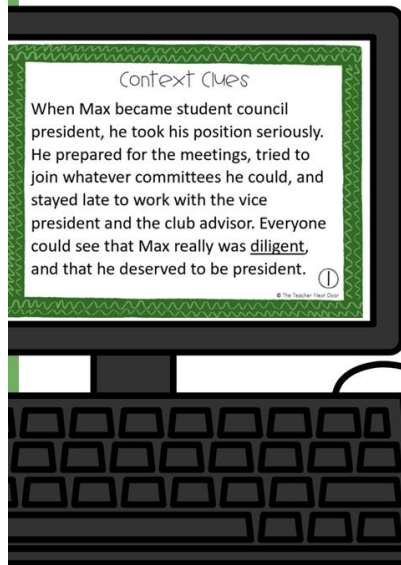 Context Clues
When Max became student council
president, he took his position seriously.
He prepared for the meetings, tried to
join whatever committees he could, and
stayed late to work with the vice
president and the club advisor. Everyone
could see that Max really was diligent,
and that he deserved to be president.
1
© The Teacher Next Door